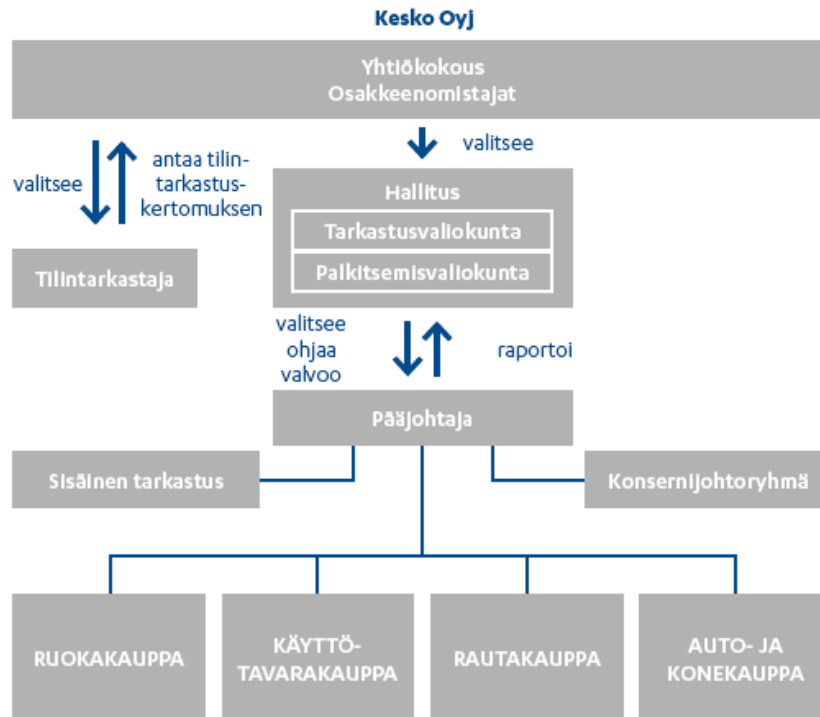 Kesko Oyj
Yhtiökokous
Osakkeenomistajat
valitsee
antaa tilin-
tarkastus-
kertomuksen
valitsee
Hallitus
Tarkastusvaliokunta
Palkitsemisvaliokunta
Tilintarkastaja
valitsee
ohjaa
valvoo
raportoi
Pääjohtaja
Sisäinen tarkastus
Konsernijohtoryhmä
RUOKAKAUPPA
KÄYTTÖ-
TAVARAKAUPPA
RAUTAKAUPPA
AUTO- JA
KONEKAUPPA